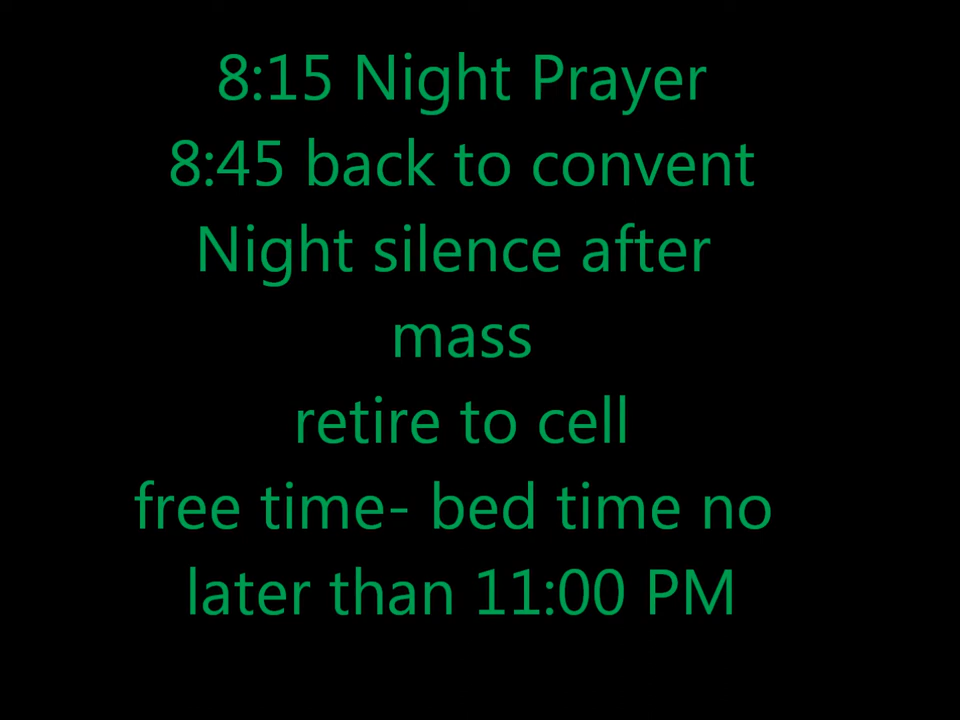 8:15 Night Prayer
8:45 back to convent
Night silence after
mass
retire to cell
free time- bed time no
later than 11:00 PM